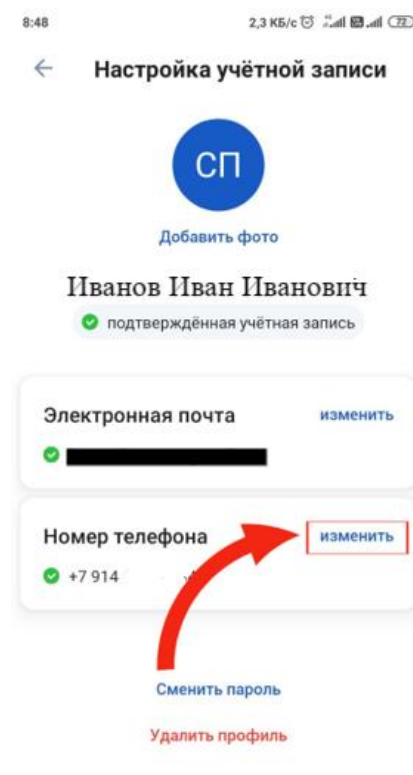 8:48 2,3 КБ/с 72
Настройка учётной записи
СП
Добавить фото
Иванов Иван Иванович
подтверждённая учётная запись
Электронная почта изменить
Номер телефона изменить
+7 914
Сменить пароль
Удалить профиль